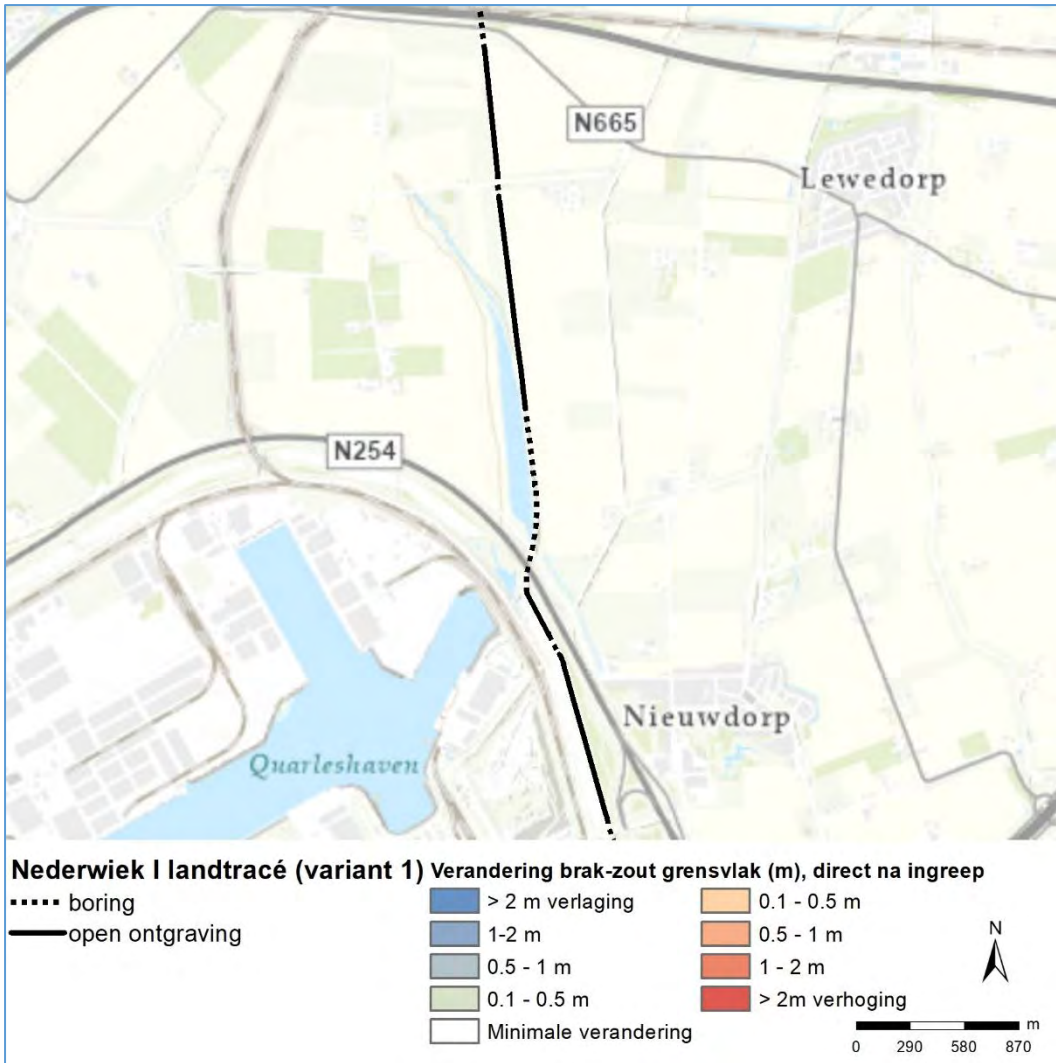 N665
Lewedorp
N254
Nieuwdorp
Quarleshaven
Nederwiek I landtracé (variant 1)
boring
open ontgraving
Verandering brak-zout grensvlak (m), direct na ingreep
> 2 m verlaging
1-2 m
0.5 - 1 m
0.1 - 0.5 m
Minimale verandering
0.1 - 0.5 m
0.5 - 1 m
1 - 2 m
> 2m verhoging
N
m
0 290 580 870